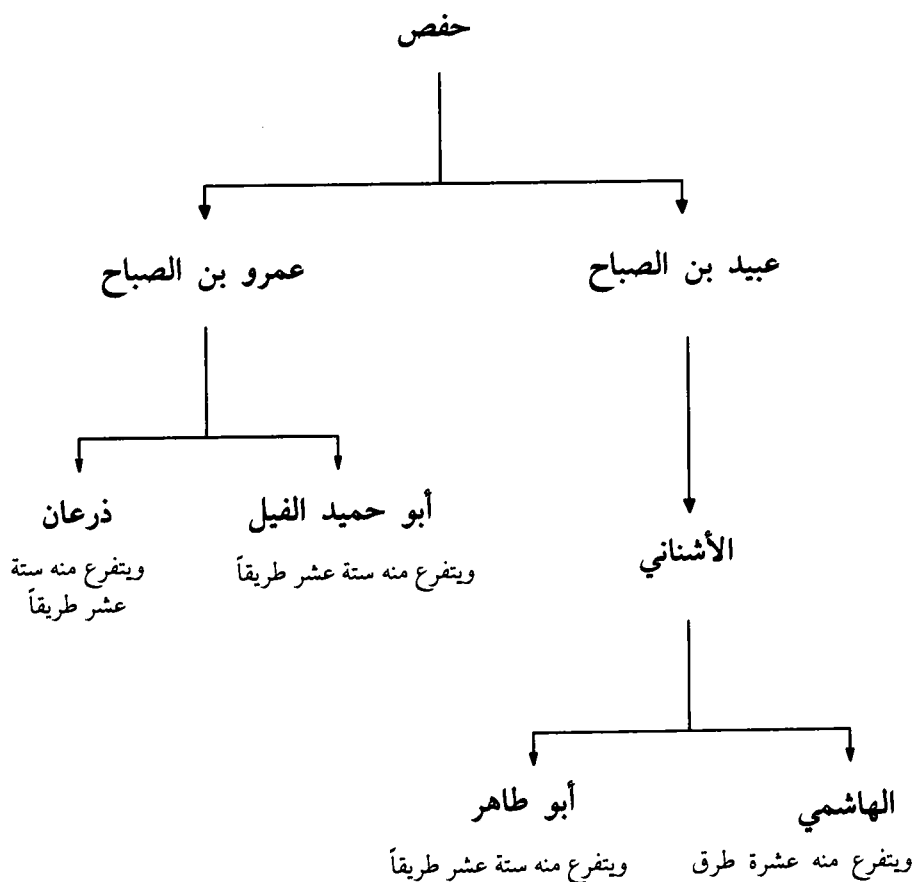 حفص
عبيد بن الصباح
عمرو بن الصباح
أبو حميد الفيل
ويتفرع منه ستة عشر طريقاً
ذرعان
ويتفرع منه ستة
عشر طريقاً
الأشناني
الهاشمي
ويتفرع منه عشرة طرق
أبو طاهر
ويتفرع منه ستة عشر طريقاً